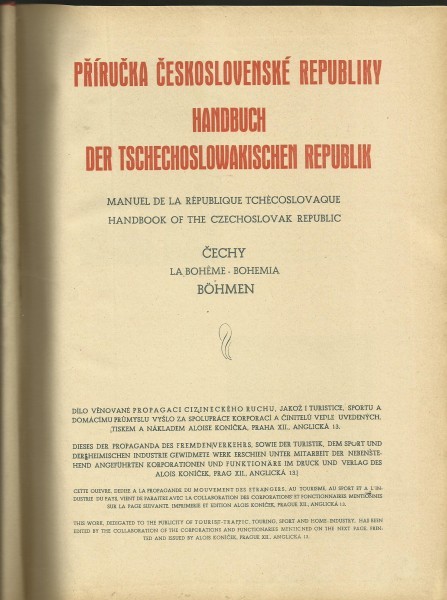 PŘÍRUČKA ČESKOSLOVENSKÉ REPUBLIKY
HANDBUCH
DER TSCHECHOSLOWAKISCHEN REPUBLIK
MANUEL DE LA RÉPUBLIQUE TCHÉCOSLOVAQUE
HANDBOOK OF THE CZECHOSLOVAK REPUBLIC
ČECHY
LA BOHÊME - BOHEMIA
BÖHMEN
DÍLO VĚNOVANÉ PROPAGACI CIZINECKÉHO RUCHU, JAKOŽ I TURISTICE, SPORTU A
DOMÁCÍMU PRŮMYSLU VYŠLO ZA SPOLUPRÁCE KORPORACÍ A ČINITELŮ VEDLE UVEDENÝCH.
TISKEM A NÁKLADEM ALOISE KONÍČKA, PRAHA XII., ANGLICKÁ 13.
DIESES DER PROPAGANDA DES FREMDENVERKEHRS, SOWIE DER TURISTIK, DEM SPORT UND
DER HEIMISCHEN INDUSTRIE GEWIDMETE WERK ERSCHIEN UNTER MITARBEIT DER NEBENSTE-
HEND ANGEFÜHRTEN KORPORATIONEN UND FUNKTIONÄRE IM DRUCK UND VERLAG DES
ALOIS KONÍČEK, PRAG XII., ANGLICKÁ 13.
CETTE OUEVRE, DEDIÉE A LA PROPAGANDE DU MOUVEMENT DES ETRANGERS, AU TOURISME, AU SPORT ET A L'IN-
DUSTRIE DU PAYS, VIENT DE PARAITRE AVEC LA COLLABORATION DES CORPORATIONS ET FONCTIONNAIRES MENTIONNES
SUR LA PAGE SUIVANTE. IMPRIMERIE ET EDITION ALOIS KONÍČEK, PRAGUE XII., ANGLICKÁ 13.
THIS WORK, DEDICATED TO THE PUBLICITY OF TOURIST-TRAFFIC, TOURING, SPORT AND HOME INDUSTRY, HAS BEEN
EDITED BY THE COLLABORATION OF THE CORPORATIONS AND FONCTIONNARIES MENTICNED ON THE NEXT PAGE, PRIN-
TED AND ISSUED BY ALOIS KONÍČEK, PRAGUE XII., ANGLICKÁ 13.